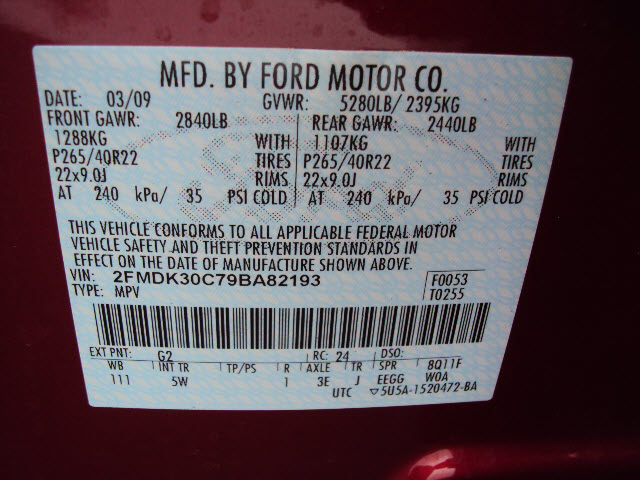 MFD. BY FORD MOTOR CO.
DATE: 03/09 GVWR: 5280LB/ 2395KG
FRONT GAWR: 2840LB REAR GAWR: 2440LB
1288KG WITH 1107KG WITH
P265/40R22 TIRES P265/40R22 TIRES
22x9.0J RIMS 22x9.0J RIMS
AT 240 kPa/ 35 PSI COLD AT 240 kPa/ 35 PSI COLD
THIS VEHICLE CONFORMS TO ALL APPLICABLE FEDERAL MOTOR
VEHICLE SAFETY AND THEFT PREVENTION STANDARDS IN
EFFECT ON THE DATE OF MANUFACTURE SHOWN ABOVE.
VIN: 2FMDK30C79BA82193 F0053
TYPE: MPV T0255
EXT PNT: G2 RC: 24 DSO:
WB INT TR TP/PS R AXLE TR SPR 8Q11F
111 5W 1 3E J EEGG W0A
UTC ▽5U5A-1520472-BA